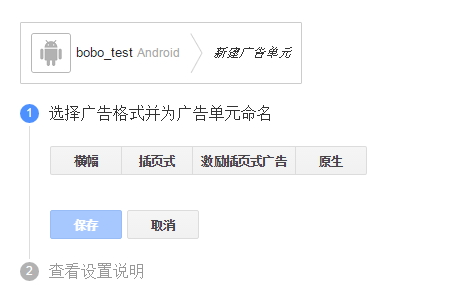 bobo_test Android 新建广告单元
1 选择广告格式并为广告单元命名
横幅 插页式 激励插页式广告 原生
保存 取消
2 查看设置说明